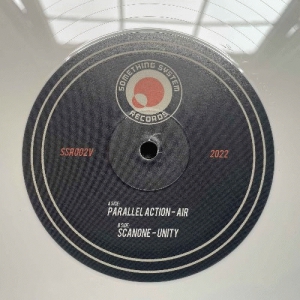 SOMETHING SYSTEM
RECORDS
SSR002V
2022
A SIDE:
PARALLEL ACTION - AIR
A SIDE:
SCANONE - UNITY